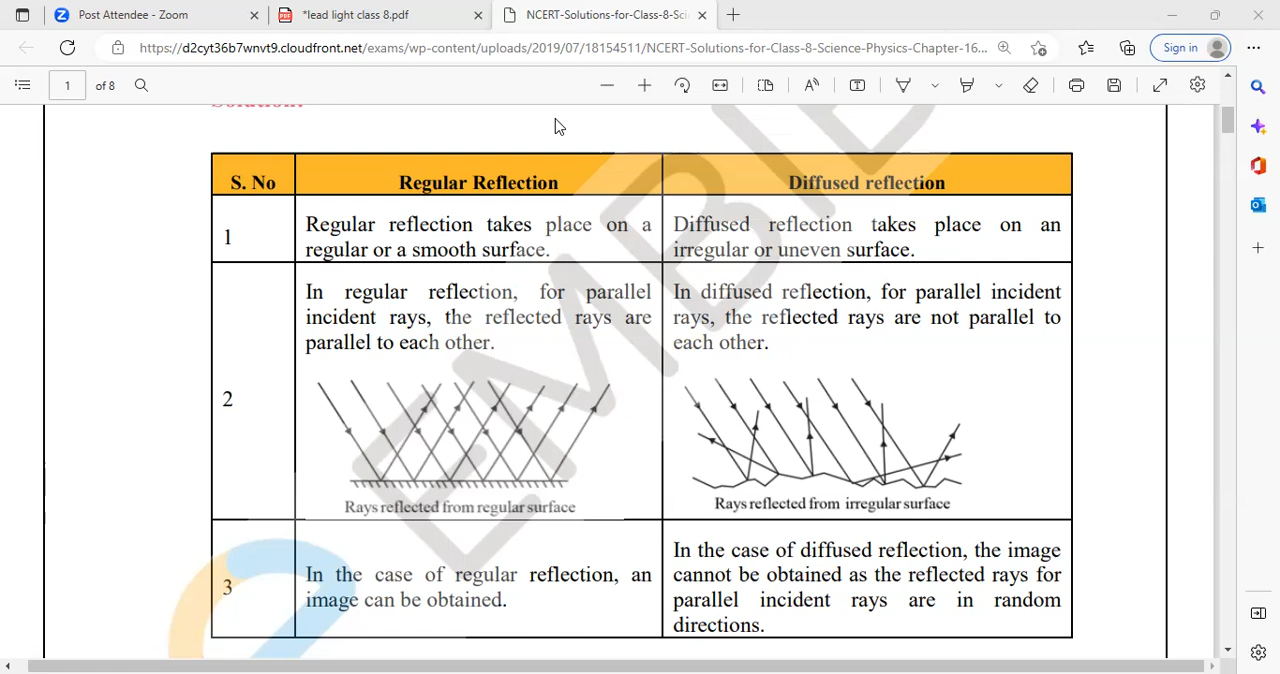 Post Attendee - Zoom
*lead light class 8.pdf
NCERT-Solutions-for-Class-8-Sci
https://d2cyt36b7wnvt9.cloudfront.net/exams/wp-content/uploads/2019/07/18154511/NCERT-Solutions-for-Class-8-Science-Physics-Chapter-16...
Sign in
1 of 8
Solution:
S. No
Regular Reflection
Diffused reflection
1
Regular reflection takes place on a
regular or a smooth surface.
Diffused reflection takes place on an
irregular or uneven surface.
2
In regular reflection, for parallel
incident rays, the reflected rays are
parallel to each other.
Rays reflected from regular surface
In diffused reflection, for parallel incident
rays, the reflected rays are not parallel to
each other.
Rays reflected from irregular surface
3
In the case of regular reflection, an
image can be obtained.
In the case of diffused reflection, the image
cannot be obtained as the reflected rays for
parallel incident rays are in random
directions.
EMBIE